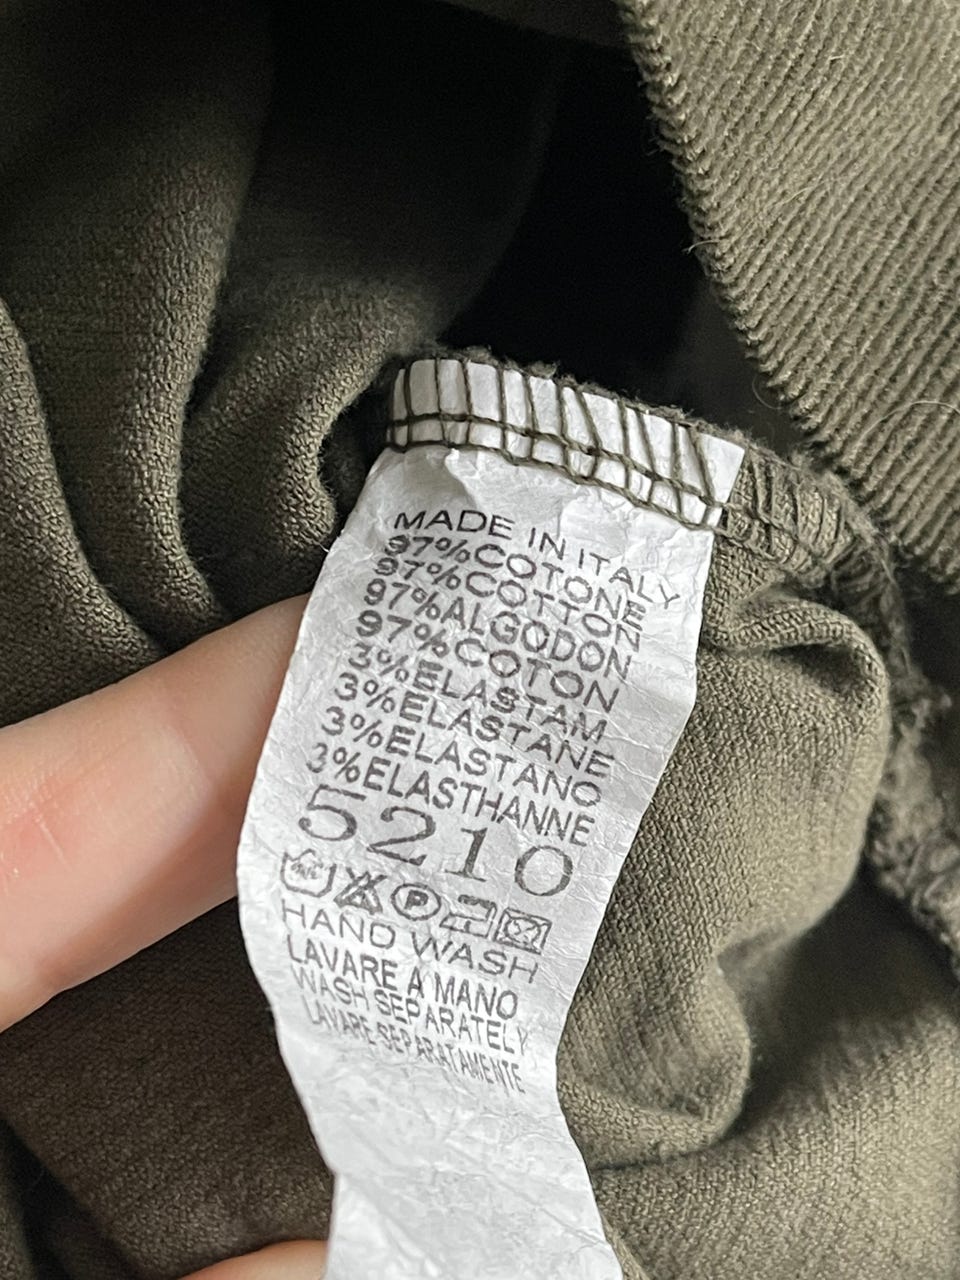 MADE IN ITALY
97%COTONE
97%COTTON
97%ALGODON
97%COTON
3%ELASTAM
3%ELASTANE
3%ELASTANO
3%ELASTHANNE
5210
P
HAND WASH
LAVARE A MANO
WASH SEPARATELY
LAVARE SEPARATAMENTE